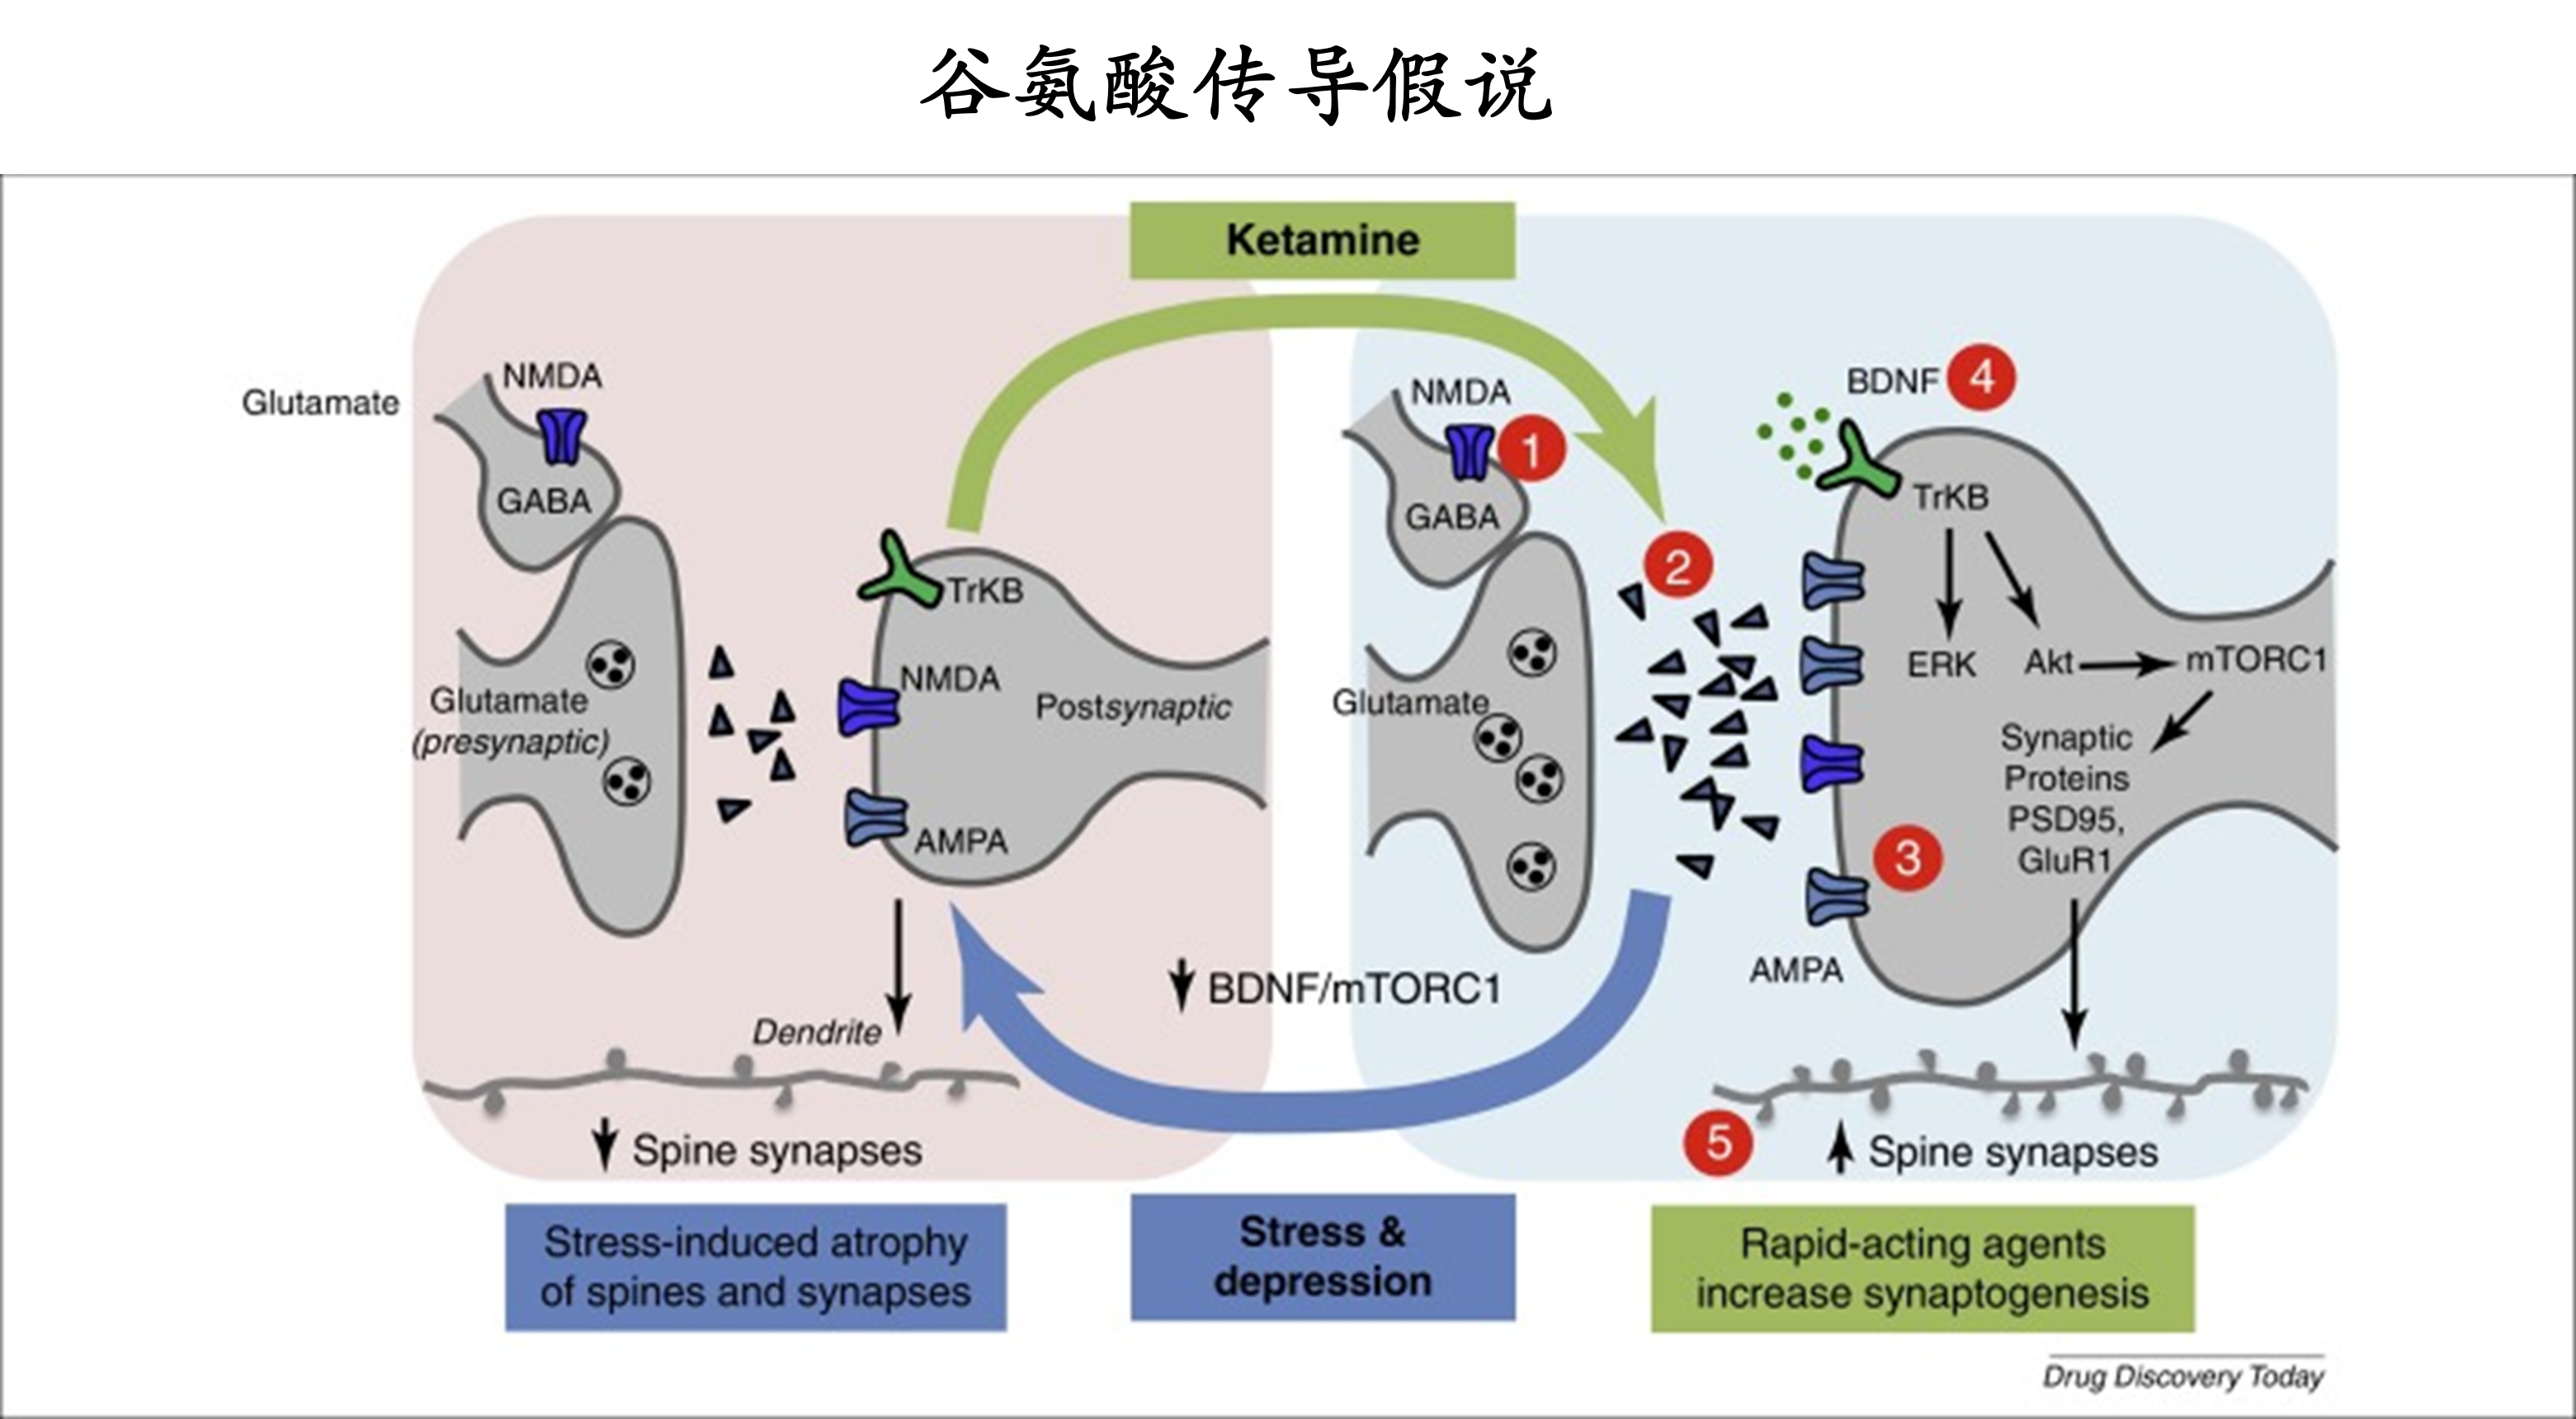 谷氨酸传导假说
Ketamine
Glutamate
NMDA
GABA
Glutamate
(presynaptic)
TrKB
NMDA
Postsynaptic
AMPA
Dendrite
Spine synapses
BDNF/mTORC1
NMDA
1
GABA
2
Glutamate
BDNF
4
TrKB
ERK
Akt
mTORC1
Synaptic
Proteins
PSD95,
GluR1
3
AMPA
5
Spine synapses
Stress-induced atrophy
of spines and synapses
Stress &
depression
Rapid-acting agents
increase synaptogenesis
Drug Discovery Today